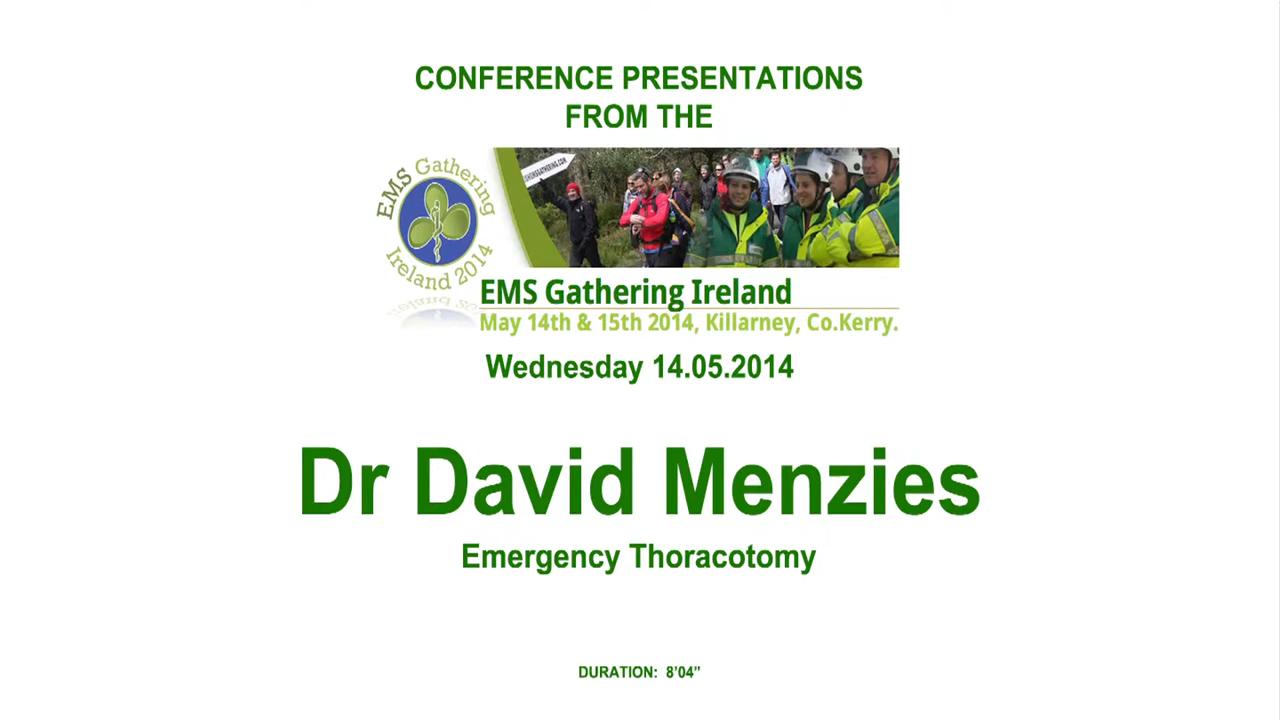 CONFERENCE PRESENTATIONS
FROM THE
EMS Gathering
Ireland 2014
EMS Gathering Ireland
May 14th & 15th 2014, Killarney, Co.Kerry.
Wednesday 14.05.2014
Dr David Menzies
Emergency Thoracotomy
DURATION: 8’04”